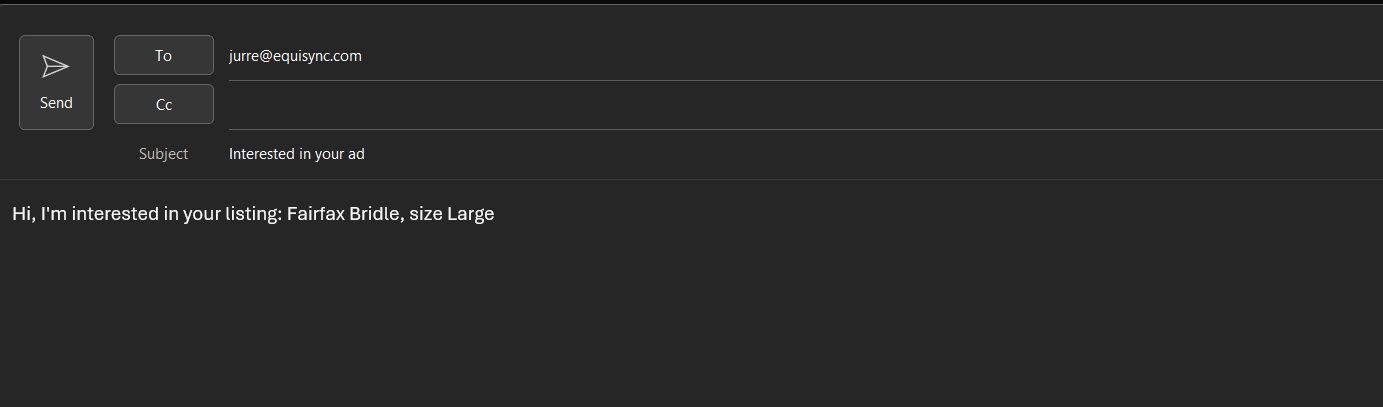 To
jurre@equisync.com
Send
Cc
Subject
Interested in your ad
Hi, I'm interested in your listing: Fairfax Bridle, size Large